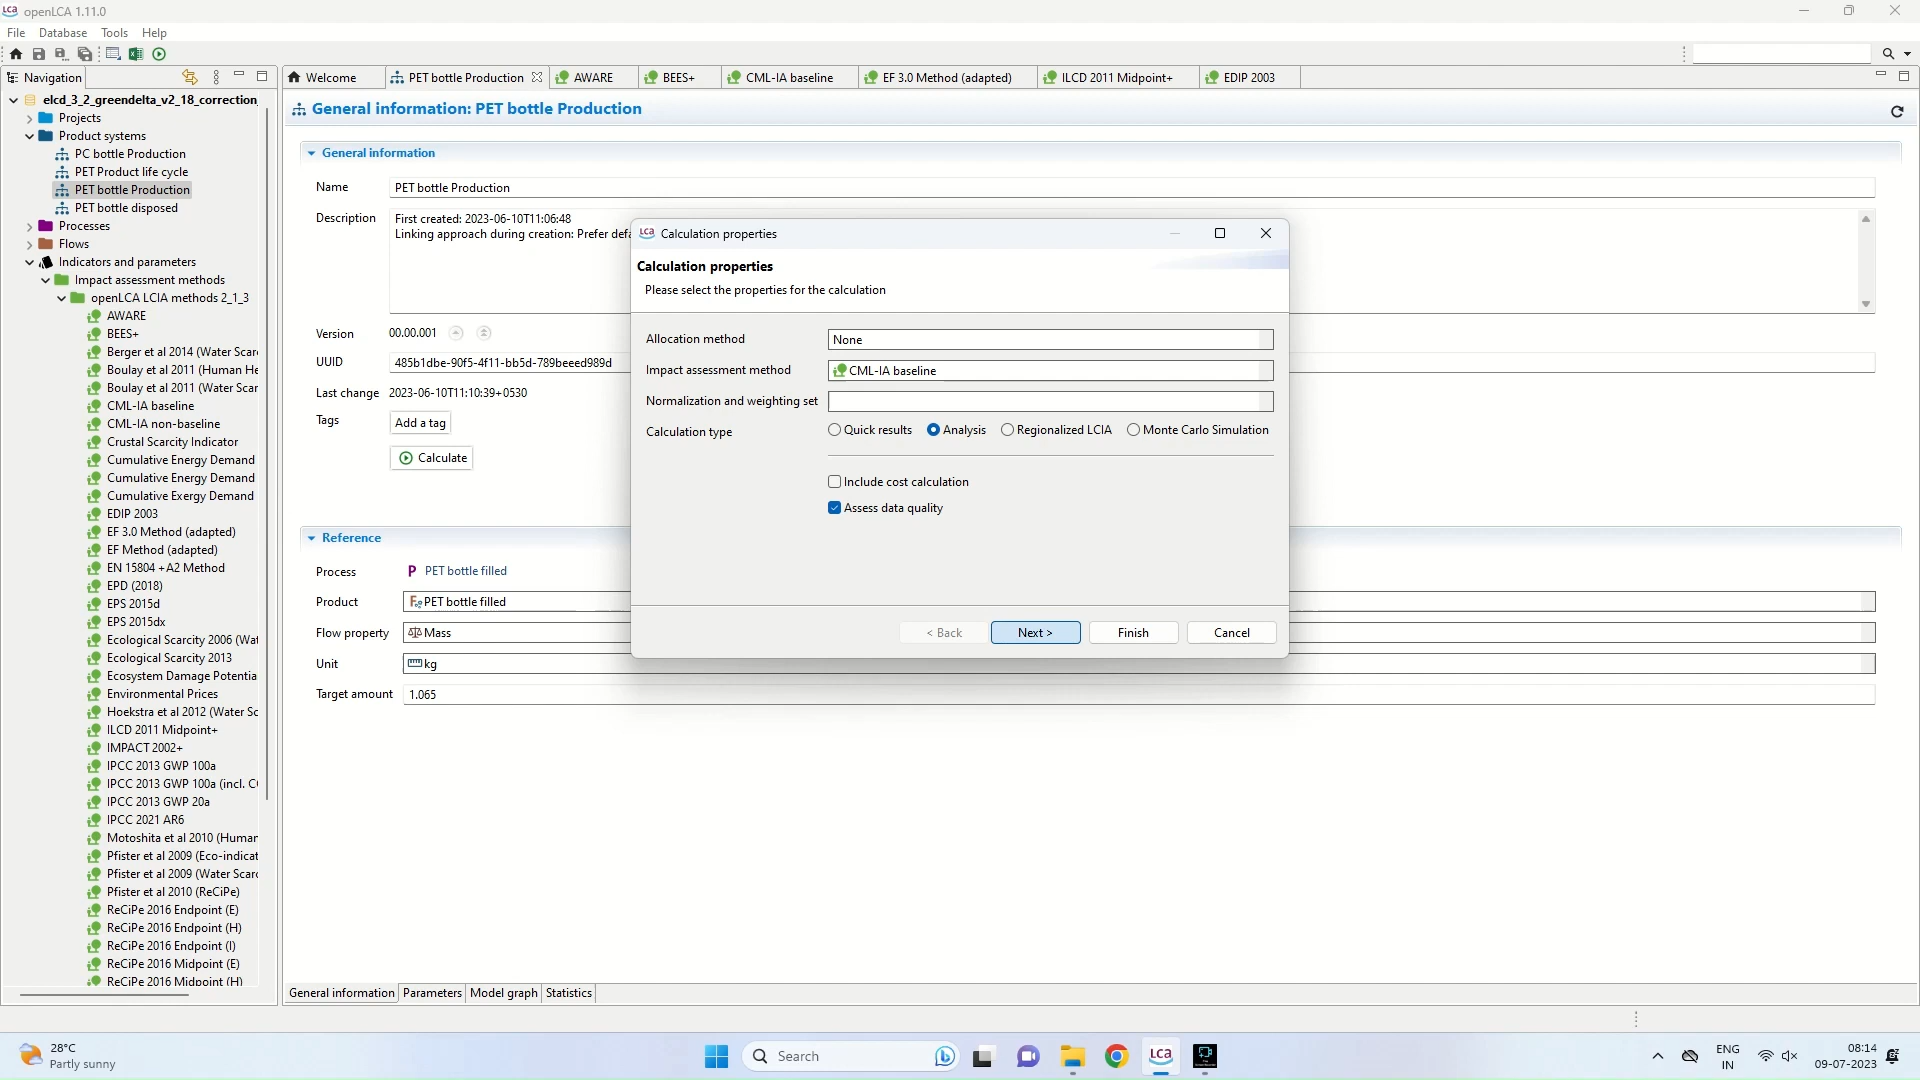 openLCA 1.11.0
File Database Tools Help
Navigation
Welcome
PET bottle Production
AWARE
BEES+
CML-IA baseline
EF 3.0 Method (adapted)
ILCD 2011 Midpoint+
EDIP 2003
elcd_3_2_greendelta_v2_18_correction_
Projects
Product systems
PC bottle Production
PET Product life cycle
PET bottle Production
PET bottle disposed
Processes
Flows
Indicators and parameters
Impact assessment methods
openLCA LCIA methods 2_1_3
AWARE
BEES+
Berger et al 2014 (Water Scar
Boulay et al 2011 (Human He
Boulay et al 2011 (Water Scar
CML-IA baseline
CML-IA non-baseline
Crustal Scarcity Indicator
Cumulative Energy Demand
Cumulative Energy Demand
Cumulative Exergy Demand
EDIP 2003
EF 3.0 Method (adapted)
EF Method (adapted)
EN 15804 +A2 Method
EPD (2018)
EPS 2015d
EPS 2015dx
Ecological Scarcity 2006 (Wat
Ecological Scarcity 2013
Ecosystem Damage Potentia
Environmental Prices
Hoekstra et al 2012 (Water Sc
ILCD 2011 Midpoint+
IMPACT 2002+
IPCC 2013 GWP 100a
IPCC 2013 GWP 100a (incl. C
IPCC 2013 GWP 20a
IPCC 2021 AR6
Motoshita et al 2010 (Human
Pfister et al 2009 (Eco-indicat
Pfister et al 2009 (Water Scarc
Pfister et al 2010 (ReCiPe)
ReCiPe 2016 Endpoint (E)
ReCiPe 2016 Endpoint (H)
ReCiPe 2016 Endpoint (I)
ReCiPe 2016 Midpoint (E)
ReCiPe 2016 Midpoint (H)
General information: PET bottle Production
General information
Name PET bottle Production
Description First created: 2023-06-10T11:06:48
Linking approach during creation: Prefer defa
Version 00.00.001
UUID 485b1dbe-90f5-4f11-bb5d-789beeed989d
Last change 2023-06-10T11:10:39+0530
Tags Add a tag
Calculate
Reference
Process P PET bottle filled
Product PET bottle filled
Flow property Mass
Unit kg
Target amount 1.065
LCA Calculation properties
Calculation properties
Please select the properties for the calculation
Allocation method None
Impact assessment method CML-IA baseline
Normalization and weighting set
Calculation type Quick results Analysis Regionalized LCIA Monte Carlo Simulation
Include cost calculation
Assess data quality
< Back Next > Finish Cancel
General information Parameters Model graph Statistics
28°C
Partly sunny
Search
LCA
ENG
IN
08:14
09-07-2023